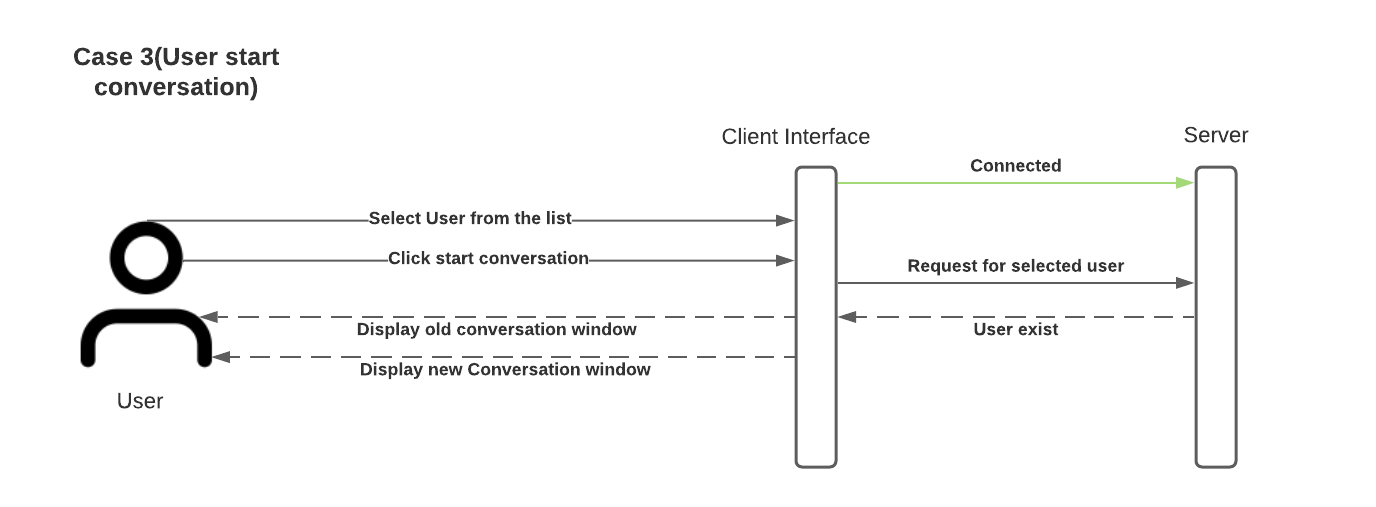 Case 3(User start
conversation)
Client Interface
Server
Connected
Select User from the list
Click start conversation
Request for selected user
Display old conversation window
User exist
Display new Conversation window
User